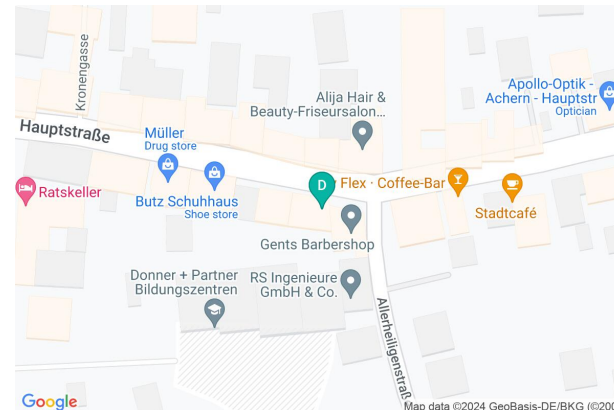 Kronengasse
Hauptstraße
Alija Hair &
Beauty-Friseursalon...
Apollo-Optik -
Achern - Hauptstr
Optician
Müller
Drug store
Ratskeller
Butz Schuhhaus
Shoe store
D
Flex · Coffee-Bar
Stadtcafé
Gents Barbershop
Donner + Partner
Bildungszentren
RS Ingenieure
GmbH & Co.
Allerheiligenstraß
Google
Map data ©2024 GeoBasis-DE/BKG (©200